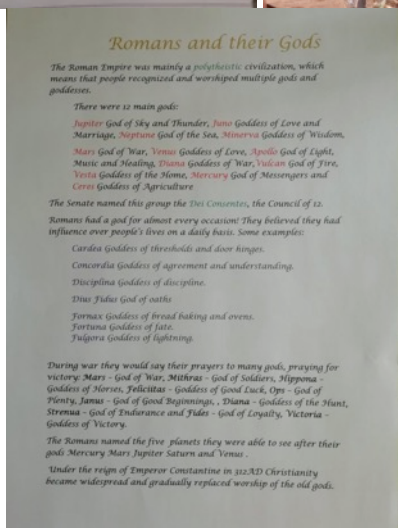 Romans and their Gods
The Roman Empire was mainly a polytheistic civilization, which
means that people recognized and worshiped multiple gods and
goddesses.
There were 12 main gods:
Jupiter God of Sky and Thunder, Juno Goddess of Love and
Marriage, Neptune God of the Sea, Minerva Goddess of Wisdom,
Mars God of War, Venus Goddess of Love, Apollo God of Light,
Music and Healing, Diana Goddess of War, Vulcan God of Fire,
Vesta Goddess of the Home, Mercury God of Messengers and
Ceres Goddess of Agriculture
The Senate named this group the Dei Consentes, the Council of 12.
Romans had a god for almost every occasion! They believed they had
influence over people's lives on a daily basis. Some examples:
Cardea Goddess of thresholds and door hinges.
Concordia Goddess of agreement and understanding.
Disciplina Goddess of discipline.
Dius Fidus God of oaths
Fornax Goddess of bread baking and ovens.
Fortuna Goddess of fate.
Fulgora Goddess of lightning.
During war they would say their prayers to many gods, praying for
victory: Mars - God of War, Mithras - God of Soldiers, Hippona -
Goddess of Horses, Felicitas - Goddess of Good Luck, Ops - God of
Plenty, Janus - God of Good Beginnings, , Diana - Goddess of the Hunt,
Strenua - God of Endurance and Fides - God of Loyalty, Victoria -
Goddess of Victory.
The Romans named the five planets they were able to see after their
gods Mercury Mars Jupiter Saturn and Venus .
Under the reign of Emperor Constantine in 312AD Christianity
became widespread and gradually replaced worship of the old gods.